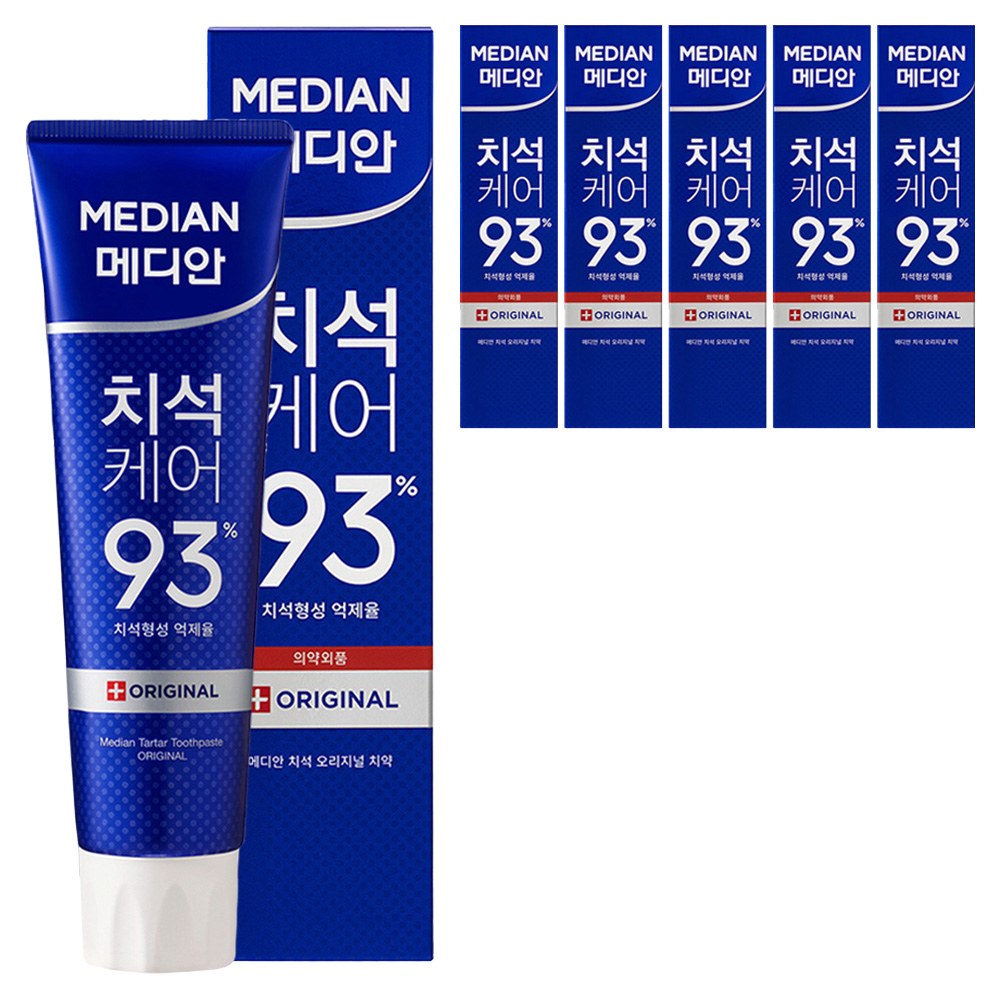 MEDIAN
메디안
치석
케어
93%
치석형성 억제율
ORIGINAL
Median Tartar Toothpaste
ORIGINAL
MEDIAN
메디안
치석
케어
93%
치석형성 억제율
의약외품
ORIGINAL
메디안 치석 오리지널 치약
MEDIAN
메디안
치석
케어
93%
치석형성 억제율
의약외품
ORIGINAL
메디안 치석 오리지널 치약
MEDIAN
메디안
치석
케어
93%
치석형성 억제율
의약외품
ORIGINAL
메디안 치석 오리지널 치약
MEDIAN
메디안
치석
케어
93%
치석형성 억제율
의약외품
ORIGINAL
메디안 치석 오리지널 치약
MEDIAN
메디안
치석
케어
93%
치석형성 억제율
의약외품
ORIGINAL
메디안 치석 오리지널 치약
MEDIAN
메디안
치석
케어
93%
치석형성 억제율
의약외품
ORIGINAL
메디안 치석 오리지널 치약